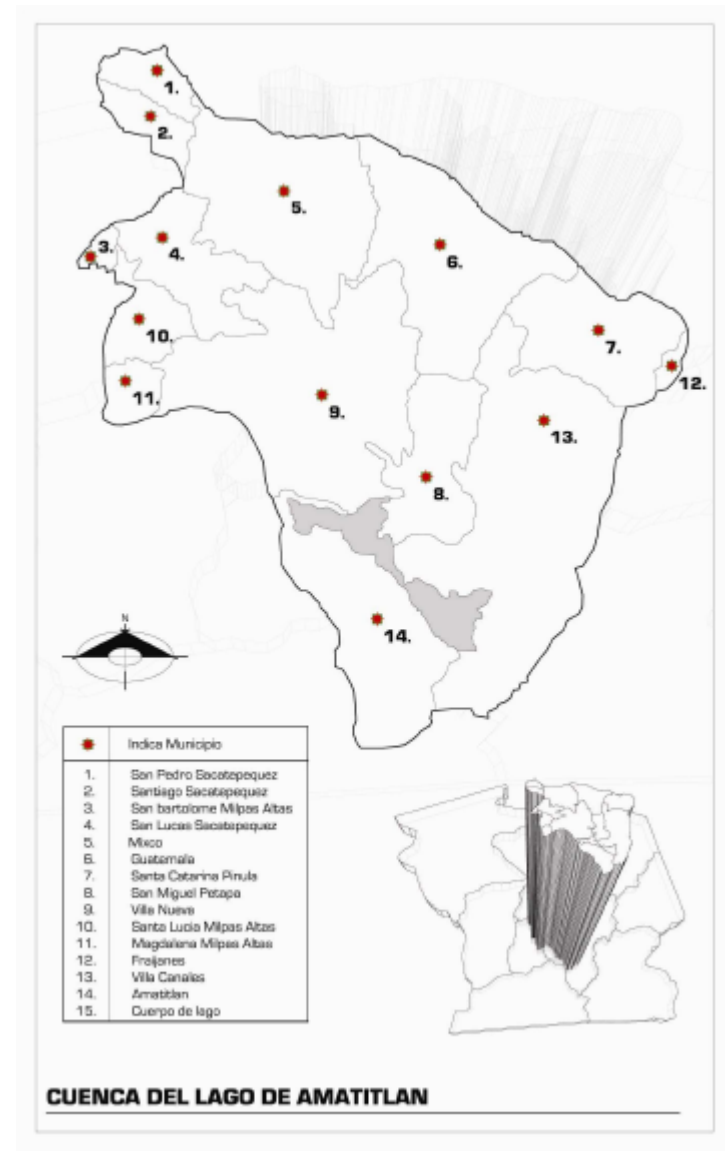 1.
2.
3.
4.
5.
6.
7.
8.
9.
10.
11.
12.
13.
14.
N
Indica Municipio
1. San Pedro Sacatepequez
2. Santiago Sacatepequez
3. San bartolome Milpas Altas
4. San Lucas Sacatepequez
5. Mixco
6. Guatemala
7. Santa Catarina Pinula
8. San Miguel Petapa
9. Villa Nueva
10. Santa Lucia Milpas Altas
11. Magdalena Milpas Altas
12. Fraijanes
13. Villa Canales
14. Amatitlan
15. Cuerpo de lago
CUENCA DEL LAGO DE AMATITLAN